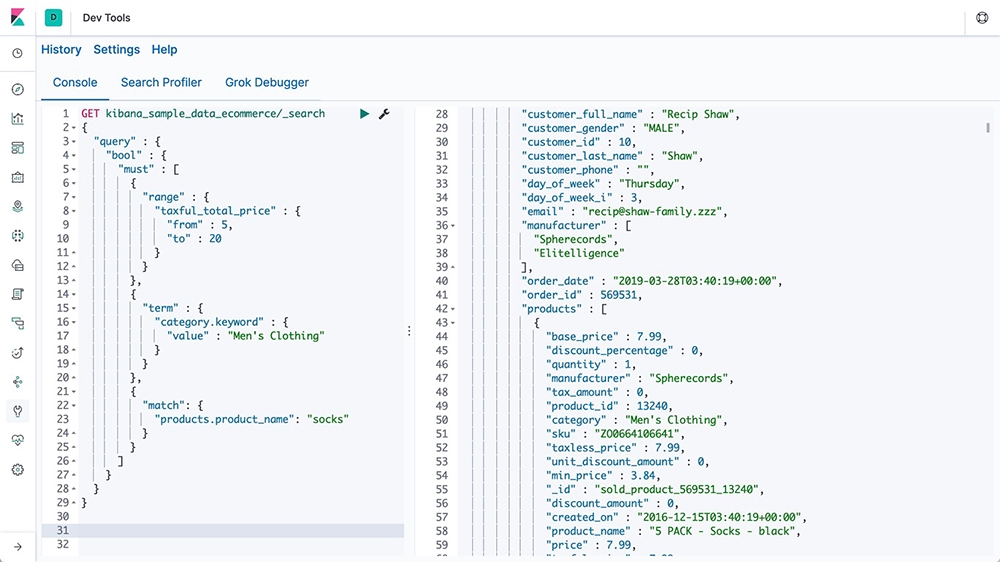 D Dev Tools
History Settings Help
Console Search Profiler Grok Debugger
1 GET kibana_sample_data_ecommerce/_search
2 {
3 "query" : {
4 "bool" : {
5 "must" : [
6 {
7 "range" : {
8 "taxful_total_price" : {
9 "from" : 5,
10 "to" : 20
11 }
12 }
13 },
14 {
15 "term" : {
16 "category.keyword" : {
17 "value" : "Men's Clothing"
18 }
19 }
20 },
21 {
22 "match": {
23 "products.product_name": "socks"
24 }
25 }
26 ]
27 }
28 }
29 }
30
31
32
28 "customer_full_name" : "Recip Shaw",
29 "customer_gender" : "MALE",
30 "customer_id" : 10,
31 "customer_last_name" : "Shaw",
32 "customer_phone" : "",
33 "day_of_week" : "Thursday",
34 "day_of_week_i" : 3,
35 "email" : "recip@shaw-family.zzz",
36 "manufacturer" : [
37 "Spherecords",
38 "Elitelligence"
39 ],
40 "order_date" : "2019-03-28T03:40:19+00:00",
41 "order_id" : 569531,
42 "products" : [
43 {
44 "base_price" : 7.99,
45 "discount_percentage" : 0,
46 "quantity" : 1,
47 "manufacturer" : "Spherecords",
48 "tax_amount" : 0,
49 "product_id" : 13240,
50 "category" : "Men's Clothing",
51 "sku" : "ZO0664106641",
52 "taxless_price" : 7.99,
53 "unit_discount_amount" : 0,
54 "min_price" : 3.84,
55 "_id" : "sold_product_569531_13240",
56 "discount_amount" : 0,
57 "created_on" : "2016-12-15T03:40:19+00:00",
58 "product_name" : "5 PACK - Socks - black",
59 "price" : 7.99,